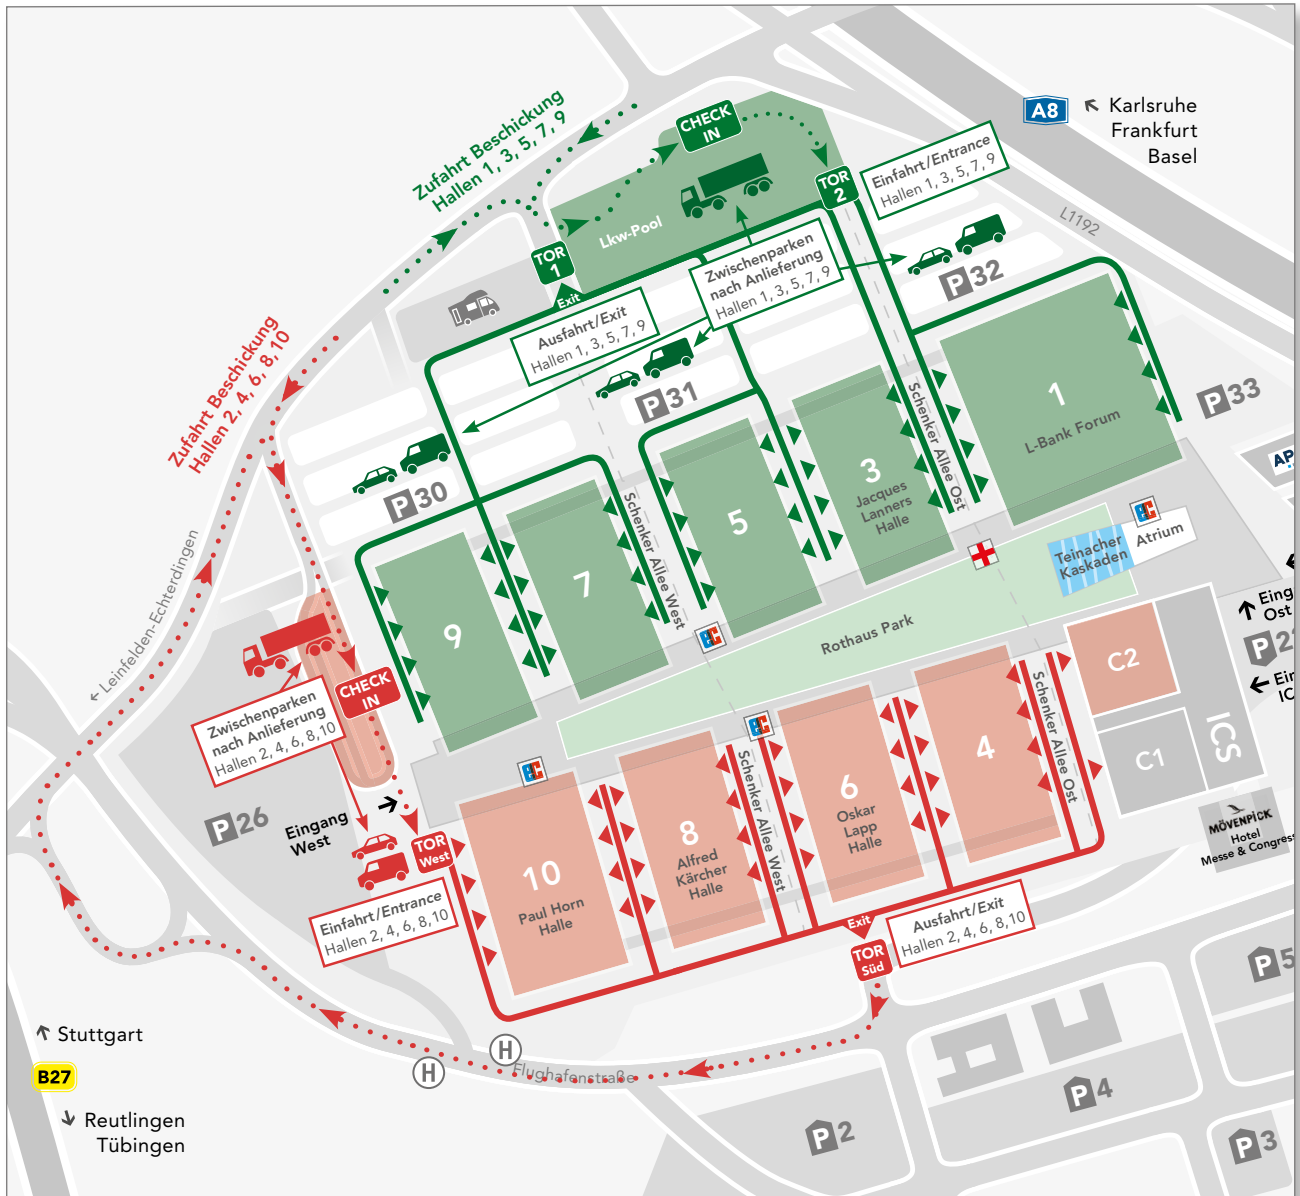 A8
Karlsruhe
Frankfurt
Basel
L1192
Zufahrt Beschickung
Hallen 1, 3, 5, 7, 9
CHECK
IN
Lkw-Pool
TOR
1
Exit
TOR
2
Einfahrt/Entrance
Hallen 1, 3, 5, 7, 9
Zwischenparken
nach Anlieferung
Hallen 1, 3, 5, 7, 9
Ausfahrt/Exit
Hallen 1, 3, 5, 7, 9
P32
P31
P30
P33
Zufahrt Beschickung
Hallen 2, 4, 6, 8, 10
1
L-Bank Forum
3
Jacques
Lanners
Halle
5
7
9
Schenker Allee Ost
Schenker Allee West
Leinfelden-Echterdingen
Teinacher
Kaskaden
Atrium
Rothaus Park
CHECK
IN
Zwischenparken
nach Anlieferung
Hallen 2, 4, 6, 8, 10
P26
Eingang
West
TOR
West
Einfahrt/Entrance
Hallen 2, 4, 6, 8, 10
10
Paul Horn
Halle
8
Alfred
Kärcher
Halle
Schenker Allee West
6
Oskar
Lapp
Halle
4
Schenker Allee Ost
C2
C1
ICS
MÖVENPICK
Hotel
Messe & Congress
Exit
TOR
Süd
Ausfahrt/Exit
Hallen 2, 4, 6, 8, 10
Stuttgart
B27
Reutlingen
Tübingen
H
H
Flughafenstraße
P2
P4
P5
P3